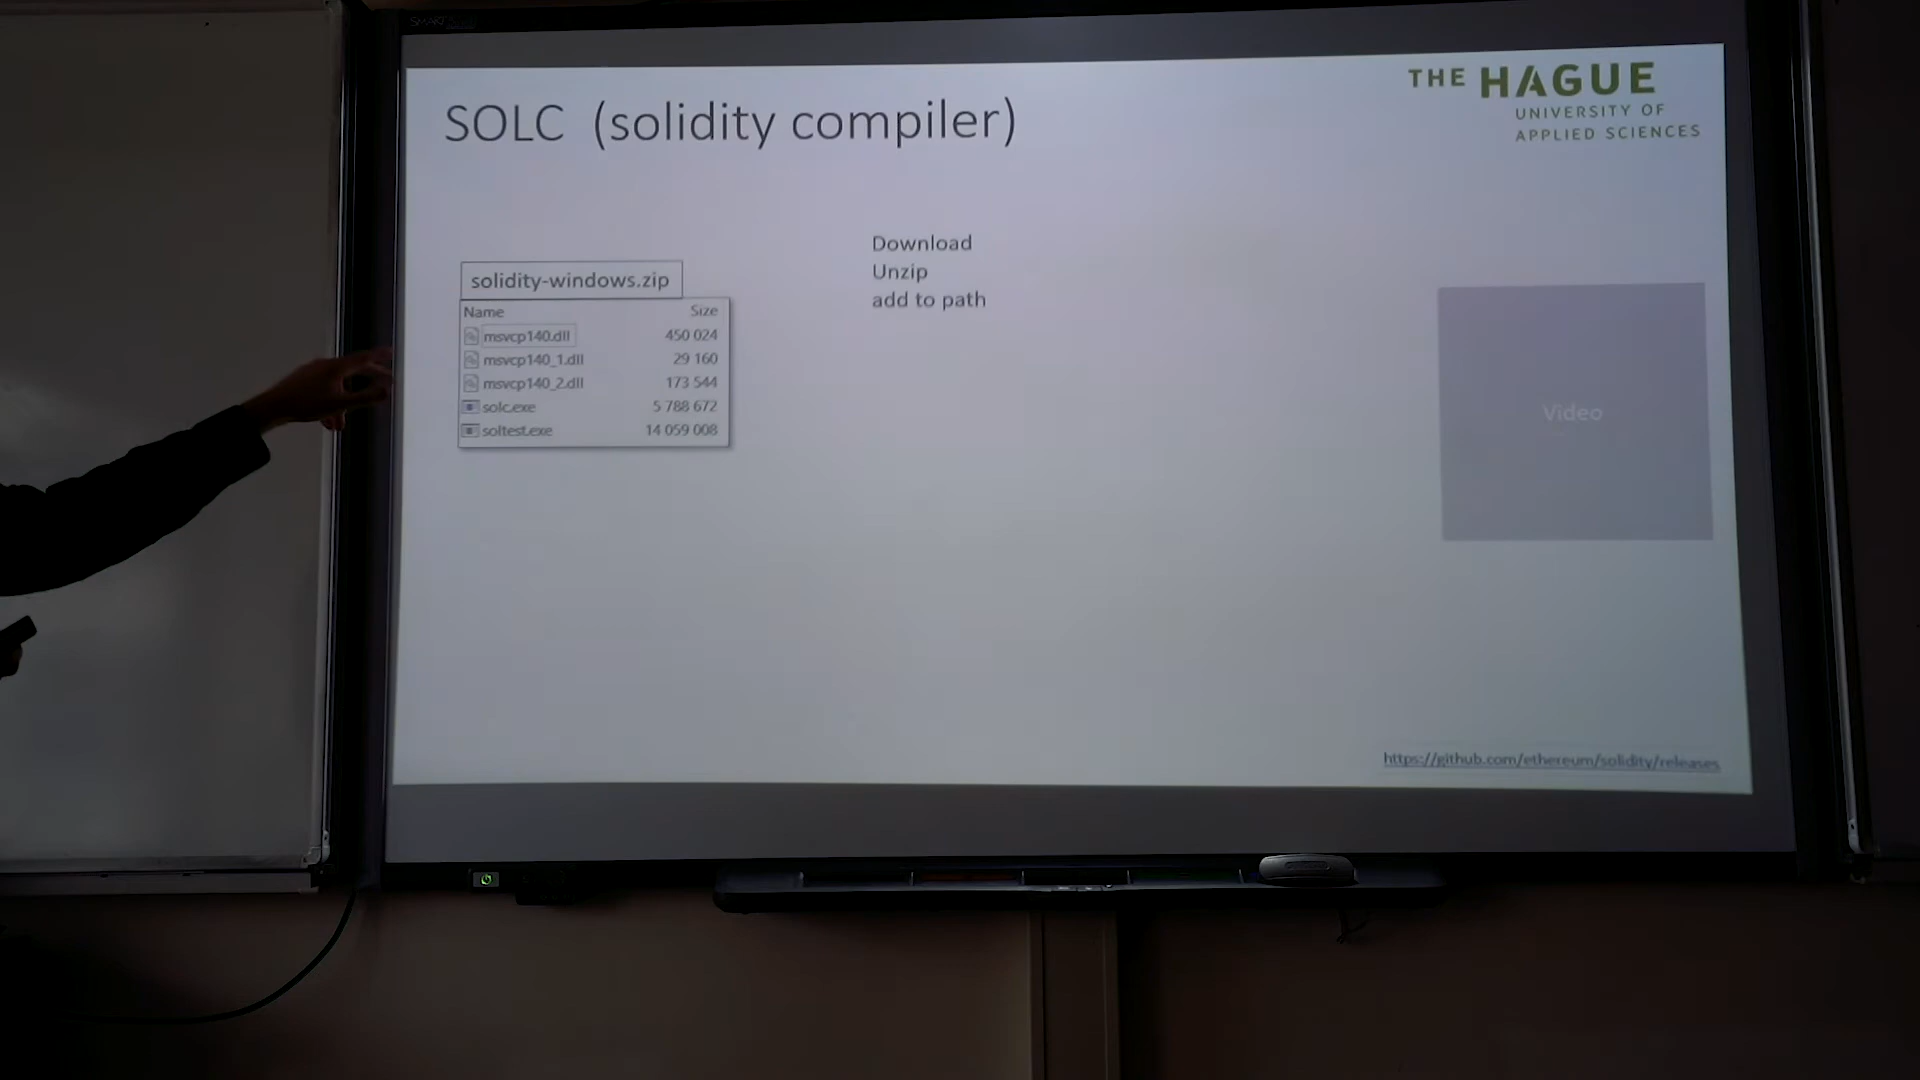 SMART
SOLC (solidity compiler)
THE HAGUE
UNIVERSITY OF
APPLIED SCIENCES
Download
Unzip
add to path
solidity-windows.zip
Name Size
msvcp140.dll 450 024
msvcp140_1.dll 29 160
msvcp140_2.dll 173 544
solc.exe 5 788 672
soltest.exe 14 059 008
Video
https://github.com/ethereum/solidity/releases